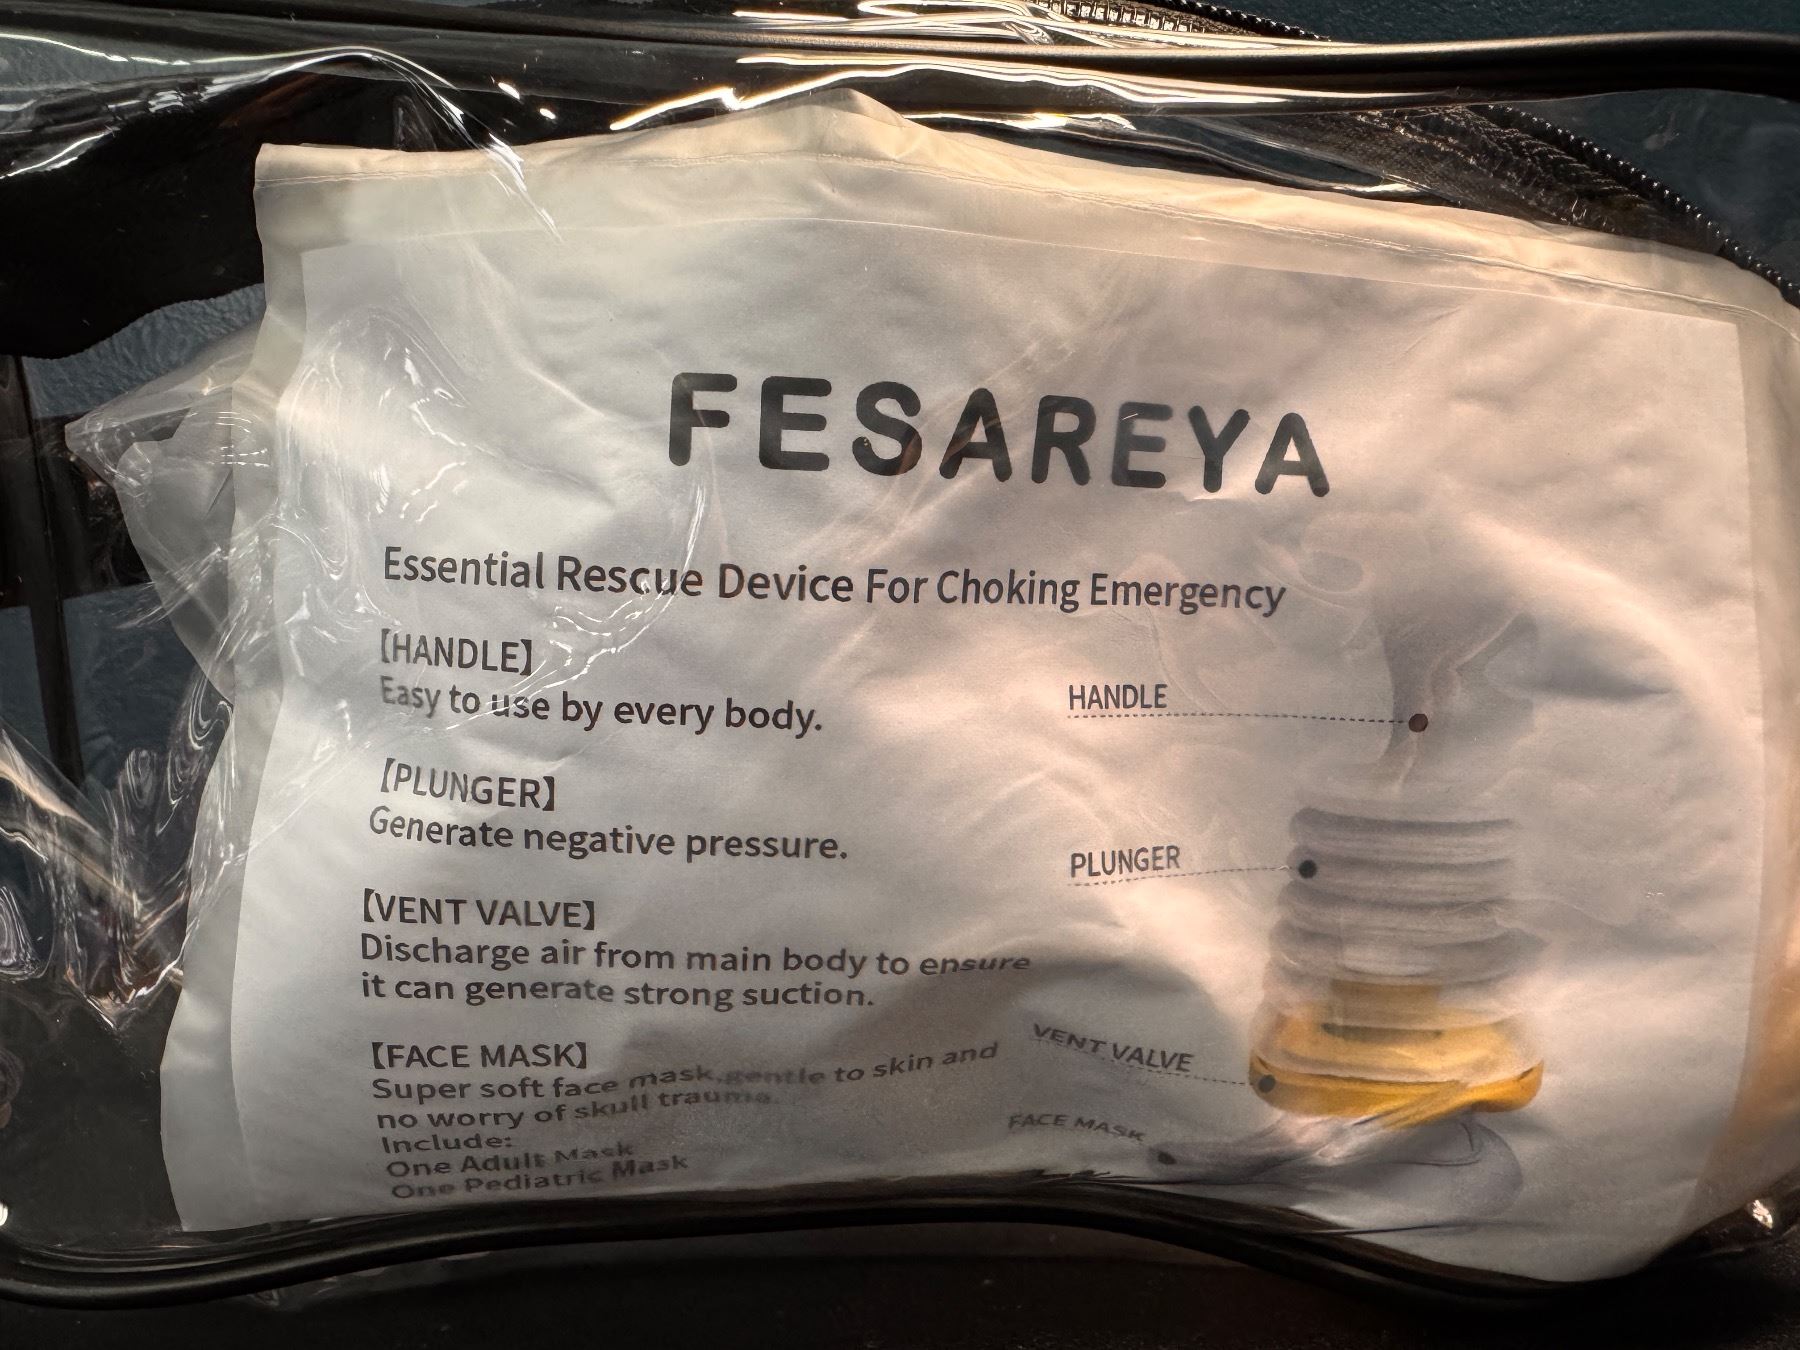 FESAREYA
Essential Rescue Device For Choking Emergency
【HANDLE】
Easy to use by every body.
【PLUNGER】
Generate negative pressure.
【VENT VALVE】
Discharge air from main body to ensure
it can generate strong suction.
【FACE MASK】
Super soft face mask,gentle to skin and
no worry of skull trauma.
Include:
One Adult Mask
One Pediatric Mask
HANDLE
PLUNGER
VENT VALVE
FACE MASK